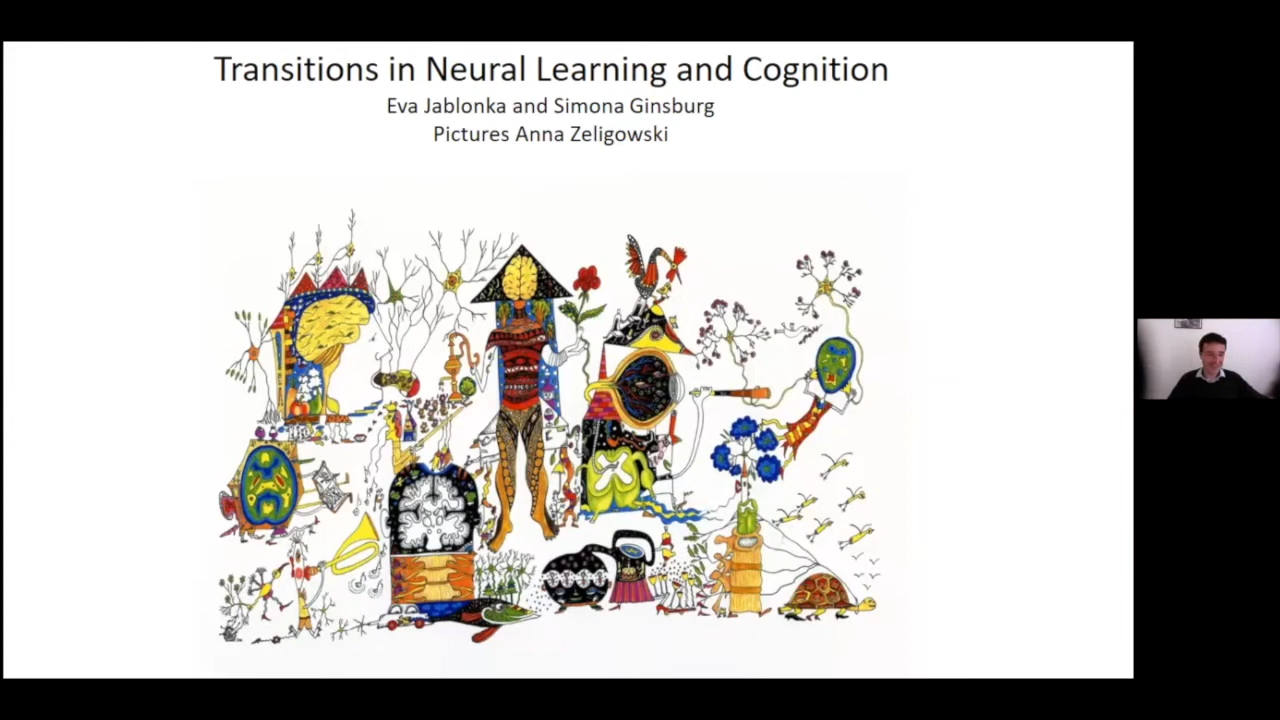 Transitions in Neural Learning and Cognition
Eva Jablonka and Simona Ginsburg
Pictures Anna Zeligowski